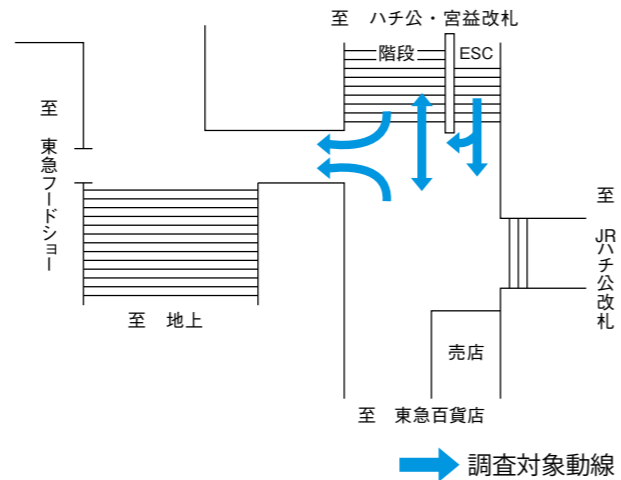 至 ハチ公・宮益改札
階段
ESC
至 東急フードショー
至 JRハチ公改札
至 地上
売店
至 東急百貨店
調査対象動線